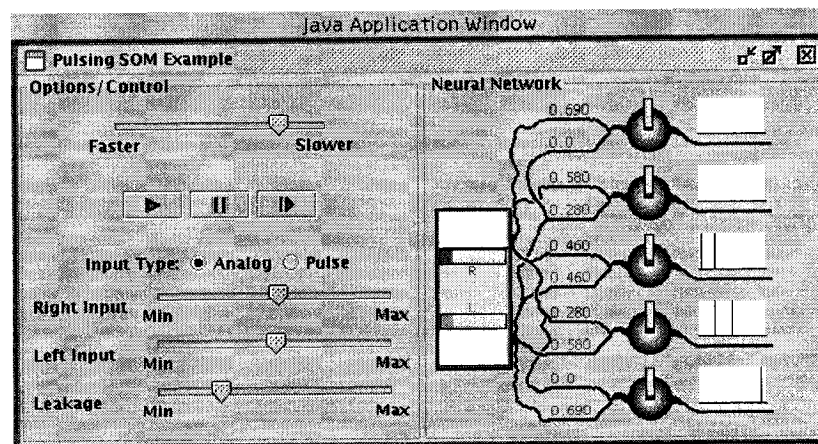 Java Application Window
Pulsing SOM Example
Options/Control
Faster Slower
Input Type: Analog Pulse
Right Input Min Max
Left Input Min Max
Leakage Min Max
Neural Network
0.690
0.0
0.580
0.280
0.460
0.460
0.280
0.580
0.0
0.690
R